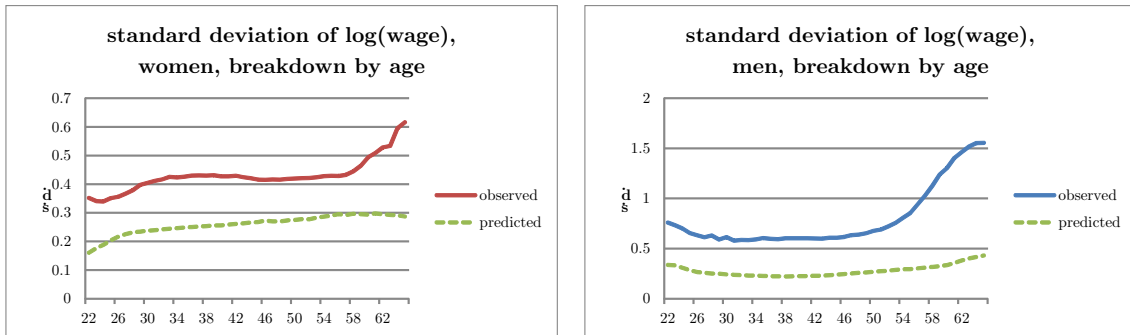 standard deviation of log(wage),
women, breakdown by age
0.7
0.6
0.5
0.4
0.3
0.2
0.1
0
s.d.
22 26 30 34 38 42 46 50 54 58 62
observed
predicted
standard deviation of log(wage),
men, breakdown by age
2
1.5
1
0.5
0
s.d.
22 26 30 34 38 42 46 50 54 58 62
observed
predicted